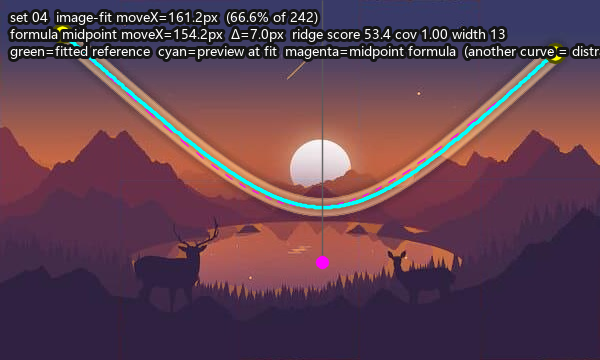 set 04 image-fit moveX=161.2px (66.6% of 242)
formula midpoint moveX=154.2px Δ=7.0px ridge score 53.4 cov 1.00 width 13
green=fitted reference cyan=preview at fit magenta=midpoint formula (another curve = distra